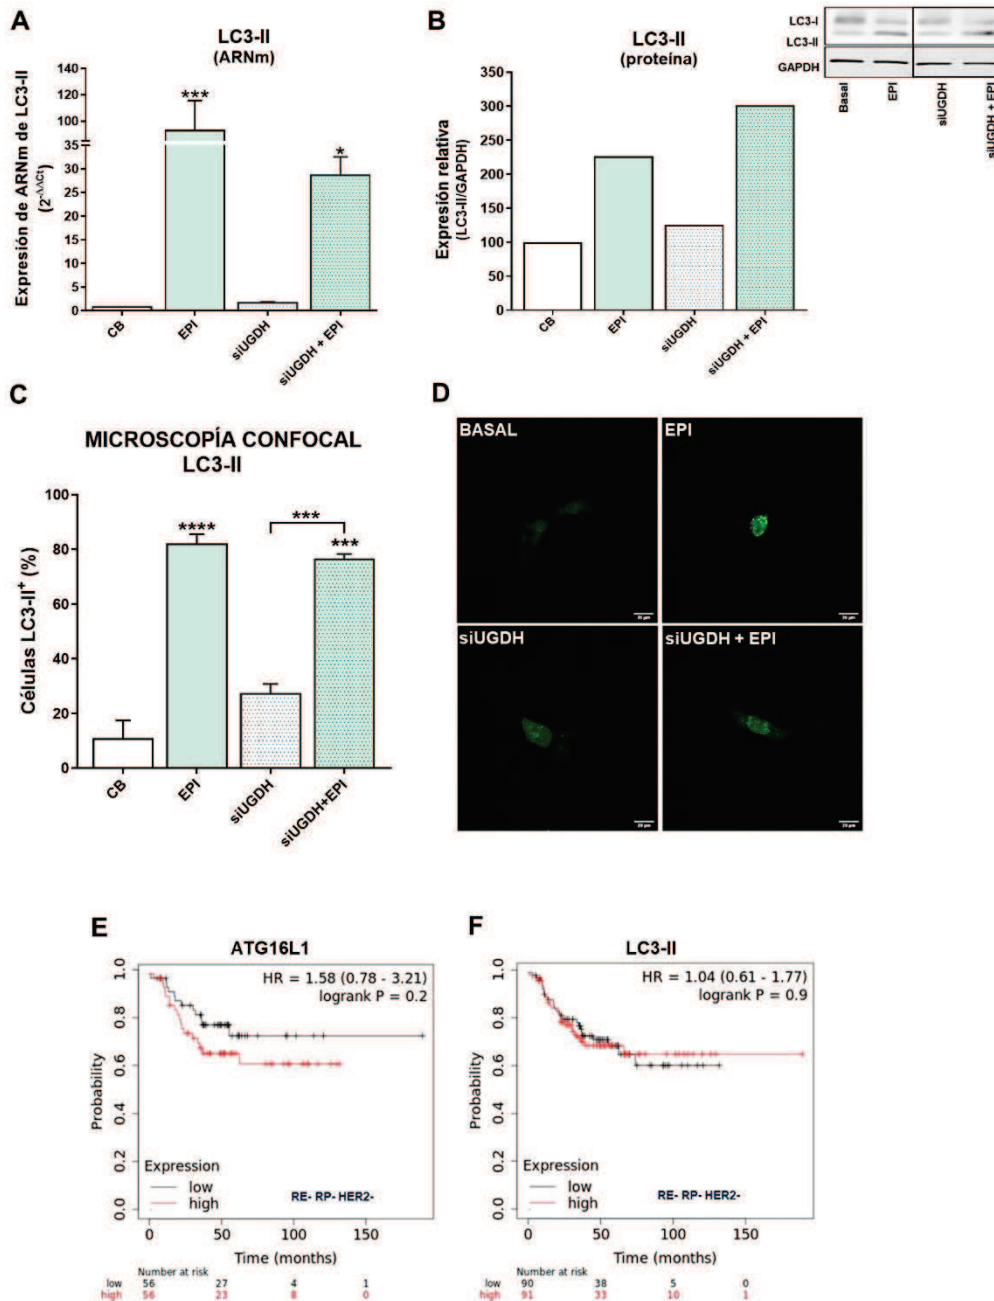 A
LC3-II
(ARNm)
Expresión de ARNm de LC3-II
(2^-ΔΔCt)
140
120
100
80
60
35
30
25
20
15
10
5
0
***
*
CB
EPI
siUGDH
siUGDH + EPI
B
LC3-II
(proteína)
Expresión relativa
(LC3-II/GAPDH)
350
300
250
200
150
100
50
0
CB
EPI
siUGDH
siUGDH + EPI
LC3-I
LC3-II
GAPDH
Basal
EPI
siUGDH
siUGDH + EPI
C
MICROSCOPÍA CONFOCAL
LC3-II
Células LC3-II+ (%)
100
80
60
40
20
0
****
***
***
CB
EPI
siUGDH
siUGDH+EPI
D
BASAL
EPI
siUGDH
siUGDH + EPI
20 µm
20 µm
E
ATG16L1
HR = 1.58 (0.78 - 3.21)
logrank P = 0.2
Probability
1.0
0.8
0.6
0.4
0.2
0.0
Expression
low
high
RE- RP- HER2-
0 50 100 150
Time (months)
Number at risk
low 56 27 4 1
high 56 23 8 0
F
LC3-II
HR = 1.04 (0.61 - 1.77)
logrank P = 0.9
Probability
1.0
0.8
0.6
0.4
0.2
0.0
Expression
low
high
RE- RP- HER2-
0 50 100 150
Time (months)
Number at risk
low 90 38 5 0
high 91 33 10 1